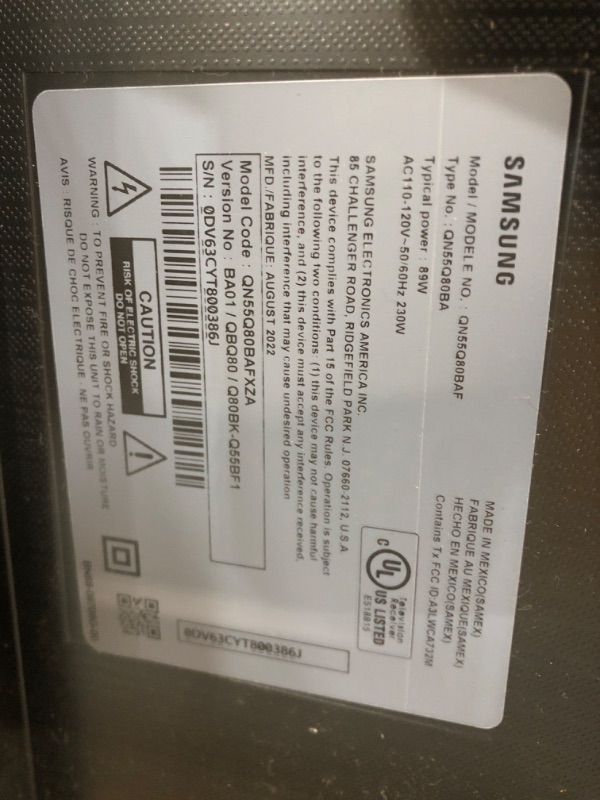 SAMSUNG
Model / MODELE NO. : QN55Q80BAF
Type No. : QN55Q80BA
Typical power : 89W
AC110-120V~50/60Hz 230W
MADE IN MEXICO(SAMEX)
FABRIQUE AU MEXIQUE(SAMEX)
HECHO EN MEXICO(SAMEX)
Contains Tx FCC ID:A3LWCA732M
SAMSUNG ELECTRONICS AMERICA INC.
85 CHALLENGER ROAD, RIDGEFIELD PARK N.J. 07660-2112, U.S.A
c UL US LISTED
Television
Receiver
E518815
This device complies with Part 15 of the FCC Rules. Operation is subject
to the following two conditions: (1) this device may not cause harmful
interference, and (2) this device must accept any interference received,
including interference that may cause undesired operation
MFD./FABRIQUE: AUGUST 2022
Model Code : QN55Q80BAFXZA
Version No : BA01 / QBQ80 / Q80BK-Q55BF1
S/N : 0DV63CYT800386J
0DV63CYT800386J
CAUTION
RISK OF ELECTRIC SHOCK
DO NOT OPEN
WARNING : TO PREVENT FIRE OR SHOCK HAZARD
DO NOT EXPOSE THIS UNIT TO RAIN OR MOISTURE
AVIS : RISQUE DE CHOC ELECTRIQUE - NE PAS OUVRIR